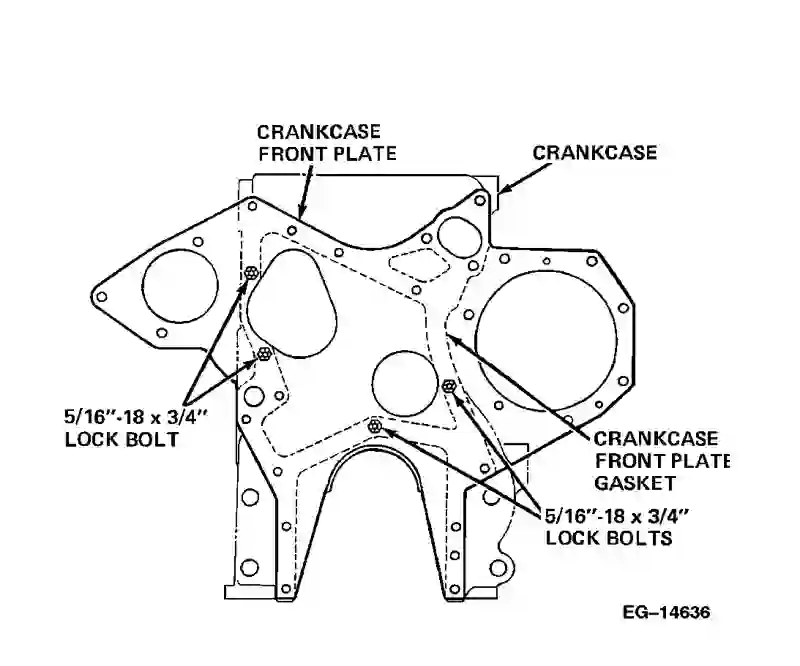 CRANKCASE
FRONT PLATE
CRANKCASE
5/16"-18 x 3/4"
LOCK BOLT
CRANKCASE
FRONT PLATE
GASKET
5/16"-18 x 3/4"
LOCK BOLTS
EG–14636